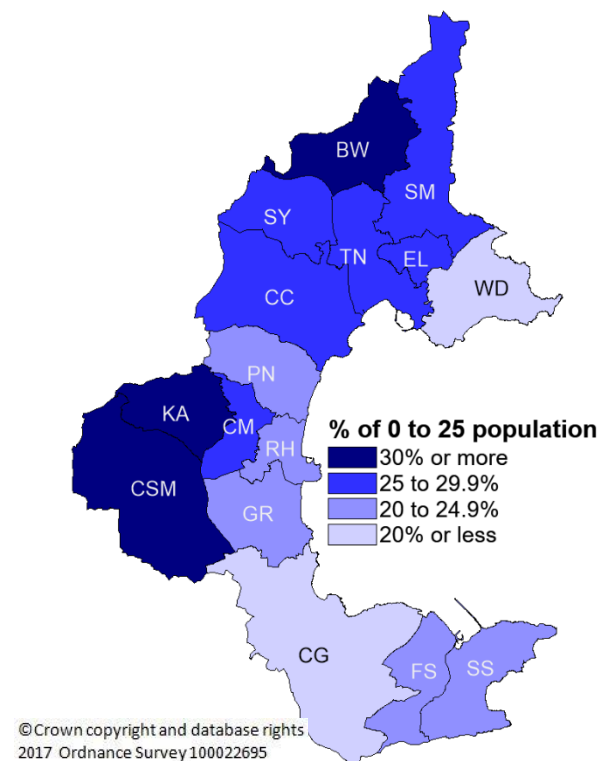 BW
SM
SY
TN
EL
CC
WD
PN
KA
CM
% of 0 to 25 population
RH
30% or more
25 to 29.9%
CSM
20 to 24.9%
GR
20% or less
CG
FS
SS
©Crown copyright and database rights
2017 Ordnance Survey 100022695